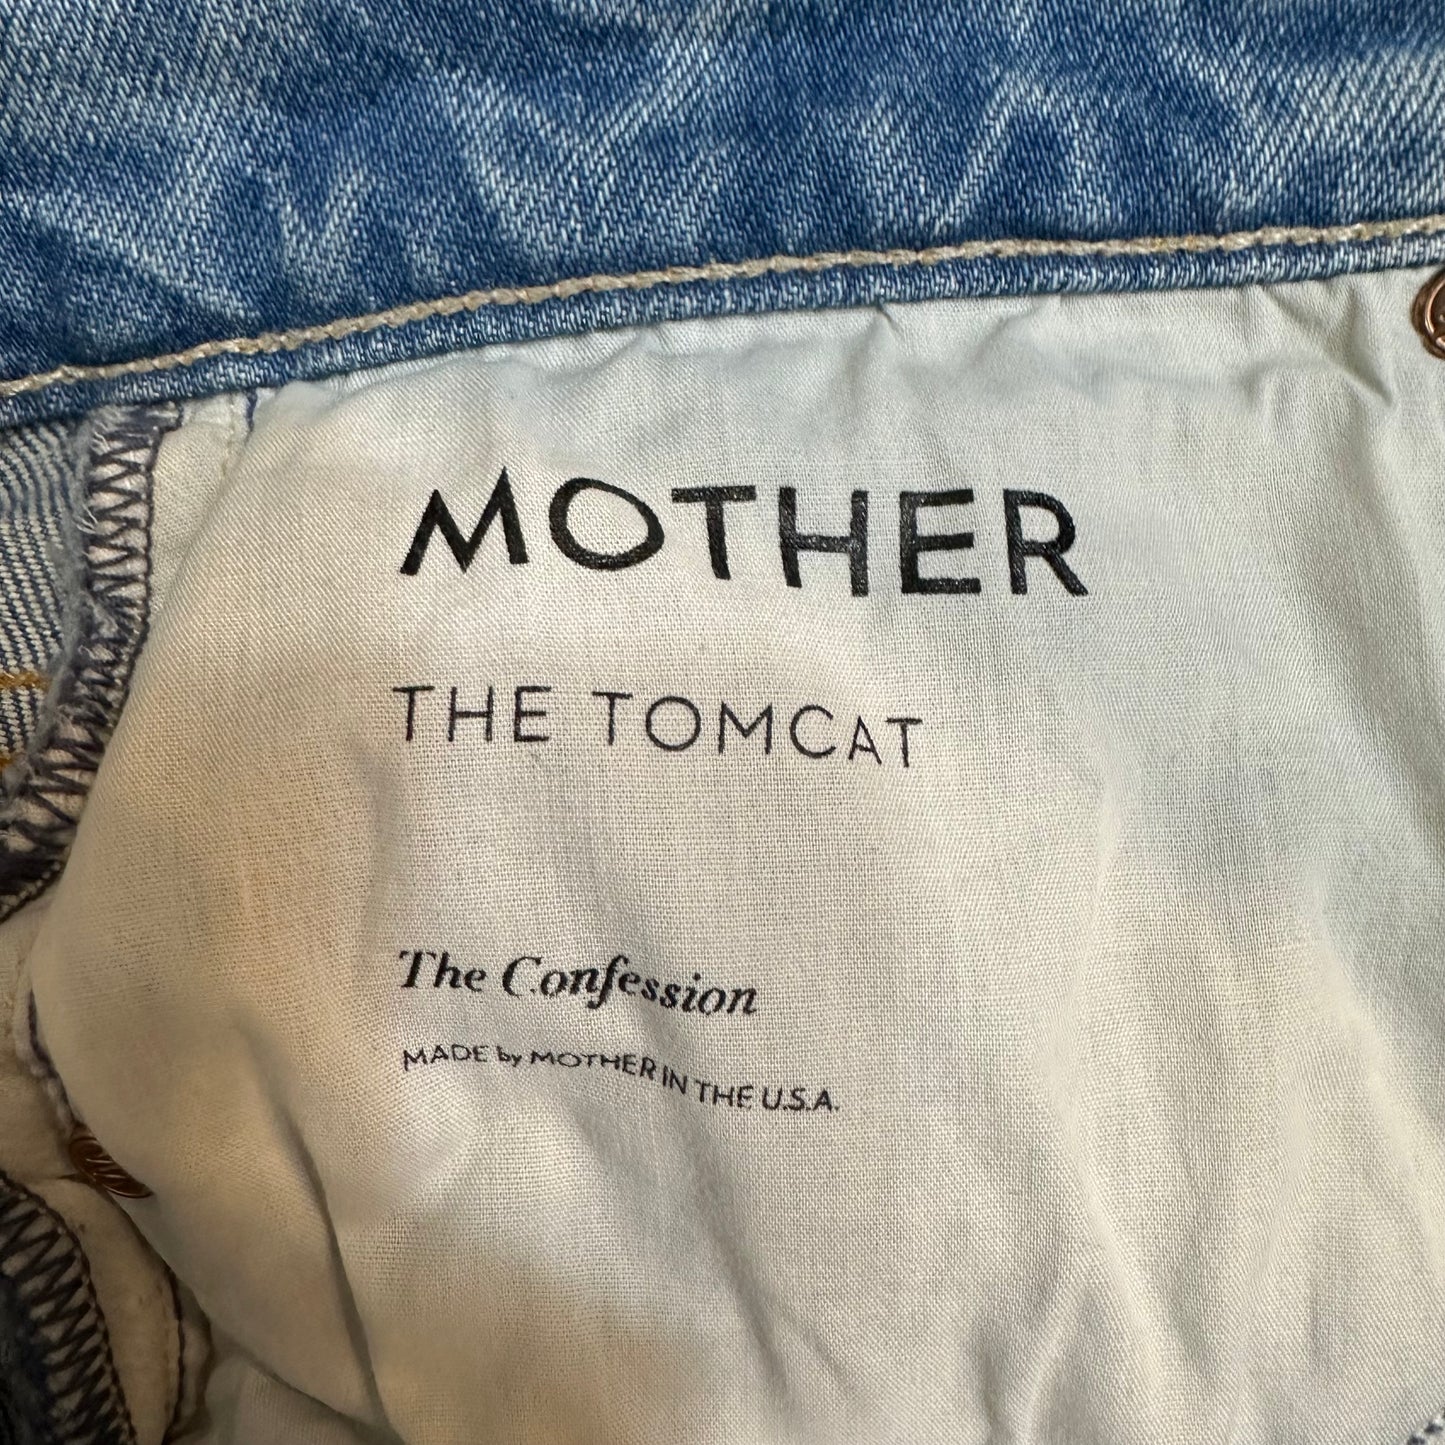 MOTHER
THE TOMCAT
The Confession
MADE by MOTHER IN THE U.S.A.